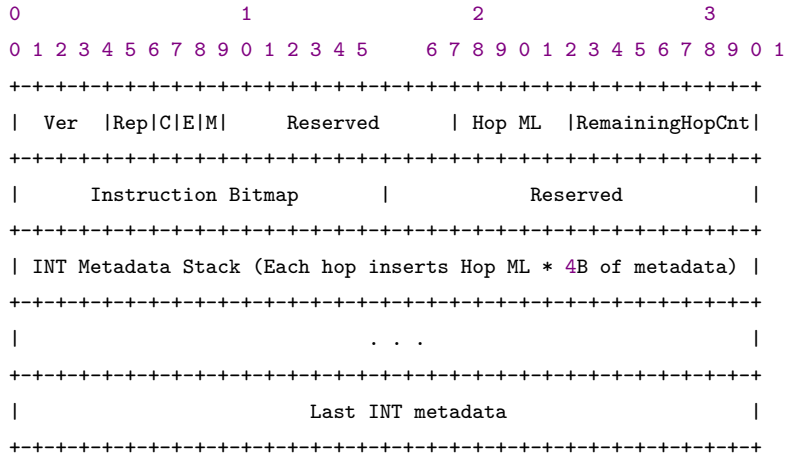 0                   1                   2                   3
0 1 2 3 4 5 6 7 8 9 0 1 2 3 4 5     6 7 8 9 0 1 2 3 4 5 6 7 8 9 0 1
+-+-+-+-+-+-+-+-+-+-+-+-+-+-+-+-+-+-+-+-+-+-+-+-+-+-+-+-+-+-+-+-+
|  Ver  |Rep|C|E|M|     Reserved      | Hop ML  |RemainingHopCnt|
+-+-+-+-+-+-+-+-+-+-+-+-+-+-+-+-+-+-+-+-+-+-+-+-+-+-+-+-+-+-+-+-+
|      Instruction Bitmap       |            Reserved           |
+-+-+-+-+-+-+-+-+-+-+-+-+-+-+-+-+-+-+-+-+-+-+-+-+-+-+-+-+-+-+-+-+
| INT Metadata Stack (Each hop inserts Hop ML * 4B of metadata) |
+-+-+-+-+-+-+-+-+-+-+-+-+-+-+-+-+-+-+-+-+-+-+-+-+-+-+-+-+-+-+-+-+
|                              . . .                            |
+-+-+-+-+-+-+-+-+-+-+-+-+-+-+-+-+-+-+-+-+-+-+-+-+-+-+-+-+-+-+-+-+
|                         Last INT metadata                     |
+-+-+-+-+-+-+-+-+-+-+-+-+-+-+-+-+-+-+-+-+-+-+-+-+-+-+-+-+-+-+-+-+